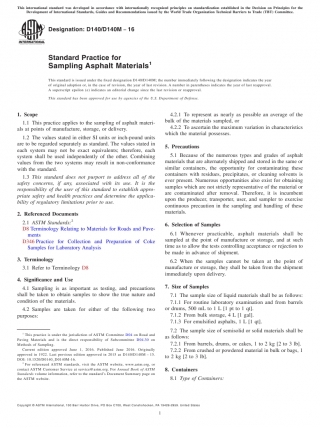 This international standard was developed in accordance with internationally recognized principles on standardization established in the Decision on Principles for the
Development of International Standards, Guides and Recommendations issued by the World Trade Organization Technical Barriers to Trade (TBT) Committee.
Designation: D140/D140M − 16
Standard Practice for
Sampling Asphalt Materials1
This standard is issued under the fixed designation D140/D140M; the number immediately following the designation indicates the year
of original adoption or, in the case of revision, the year of last revision. A number in parentheses indicates the year of last reapproval.
A superscript epsilon (ε) indicates an editorial change since the last revision or reapproval.
This standard has been approved for use by agencies of the U.S. Department of Defense.
1. Scope
1.1 This practice applies to the sampling of asphalt materi-
als at points of manufacture, storage, or delivery.
1.2 The values stated in either SI units or inch-pound units
are to be regarded separately as standard. The values stated in
each system may not be exact equivalents; therefore, each
system shall be used independently of the other. Combining
values from the two systems may result in non-conformance
with the standard.
1.3 This standard does not purport to address all of the
safety concerns, if any, associated with its use. It is the
responsibility of the user of this standard to establish appro-
priate safety and health practices and determine the applica-
bility of regulatory limitations prior to use.
2. Referenced Documents
2.1 ASTM Standards:2
D8 Terminology Relating to Materials for Roads and Pave-
ments
D346 Practice for Collection and Preparation of Coke
Samples for Laboratory Analysis
3. Terminology
3.1 Refer to Terminology D8
4. Significance and Use
4.1 Sampling is as important as testing, and precautions
shall be taken to obtain samples to show the true nature and
condition of the materials.
4.2 Samples are taken for either of the following two
purposes:
1 This practice is under the jurisdiction of ASTM Committee D04 on Road and
Paving Materials and is the direct responsibility of Subcommittee D04.30 on
Methods of Sampling.
Current edition approved June 1, 2016. Published June 2016. Originally
approved in 1922. Last previous edition approved in 2015 as D140/D140M – 15.
DOI: 10.1520/D0140_D0140M-16.
2 For referenced ASTM standards, visit the ASTM website, www.astm.org, or
contact ASTM Customer Service at service@astm.org. For Annual Book of ASTM
Standards volume information, refer to the standard's Document Summary page on
the ASTM website.
4.2.1 To represent as nearly as possible an average of the
bulk of the materials sampled, or
4.2.2 To ascertain the maximum variation in characteristics
which the material possesses.
5. Precautions
5.1 Because of the numerous types and grades of asphalt
materials that are alternately shipped and stored in the same or
similar containers, the opportunity for contaminating these
containers with residues, precipitates, or cleaning solvents is
ever present. Numerous opportunities also exist for obtaining
samples which are not strictly representative of the material or
are contaminated after removal. Therefore, it is incumbent
upon the producer, transporter, user, and sampler to exercise
continuous precaution in the sampling and handling of these
materials.
6. Selection of Samples
6.1 Whenever practicable, asphalt materials shall be
sampled at the point of manufacture or storage, and at such
time as to allow the tests controlling acceptance or rejection to
be made in advance of shipment.
6.2 When the samples cannot be taken at the point of
manufacture or storage, they shall be taken from the shipment
immediately upon delivery.
7. Size of Samples
7.1 The sample size of liquid materials shall be as follows:
7.1.1 For routine laboratory examination and from barrels
or drums, 500 mL to 1 L [1 pt to 1 qt].
7.1.2 From bulk storage, 4 L [1 gal].
7.1.3 For emulsified asphalts, 1 L [1 qt].
7.2 The sample size of semisolid or solid materials shall be
as follows:
7.2.1 From barrels, drums, or cakes, 1 to 2 kg [2 to 3 lb],
7.2.2 From crushed or powdered material in bulk or bags, 1
to 2 kg [2 to 3 lb].
8. Containers
8.1 Type of Containers:
Copyright © ASTM International, 100 Barr Harbor Drive, PO Box C700, West Conshohocken, PA 19428-2959. United States
1